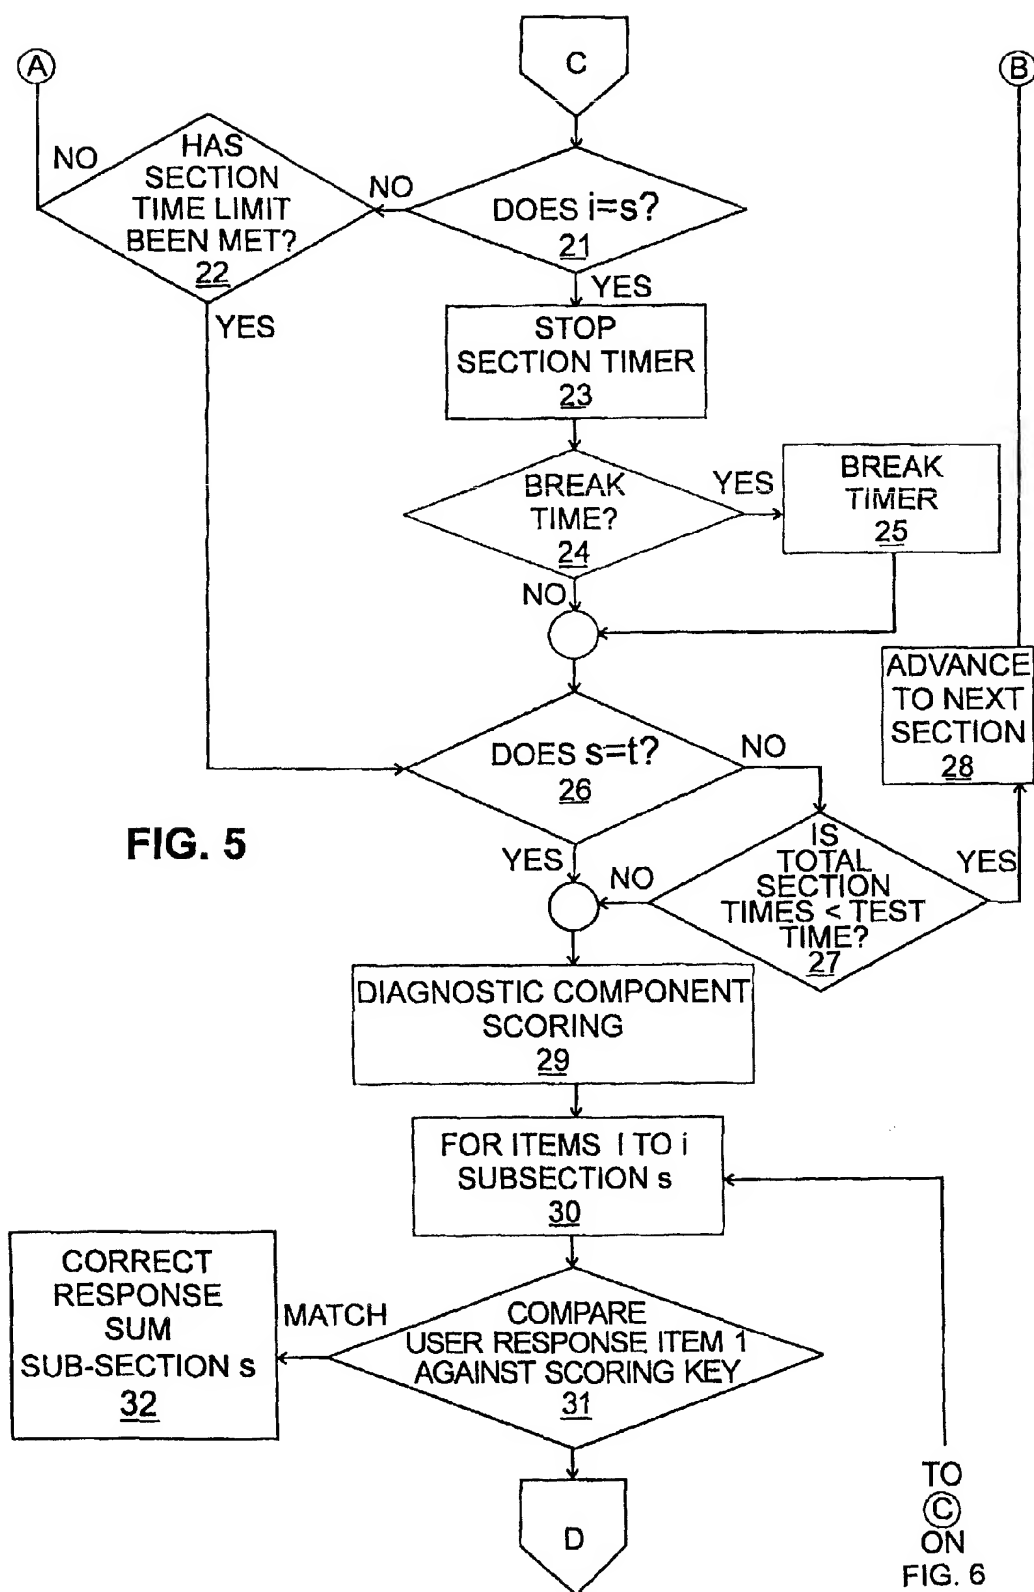 A
C
B
NO
HAS
SECTION
TIME LIMIT
BEEN MET?
22
NO
DOES i=s?
21
YES
YES
STOP
SECTION TIMER
23
BREAK
TIME?
24
YES
BREAK
TIMER
25
NO
ADVANCE
TO NEXT
SECTION
28
DOES s=t?
26
NO
FIG. 5
YES
NO
IS
TOTAL
SECTION
TIMES < TEST
TIME?
27
YES
DIAGNOSTIC COMPONENT
SCORING
29
FOR ITEMS I TO i
SUBSECTION s
30
CORRECT
RESPONSE
SUM
SUB-SECTION s
32
MATCH
COMPARE
USER RESPONSE ITEM 1
AGAINST SCORING KEY
31
D
TO
C
ON
FIG. 6